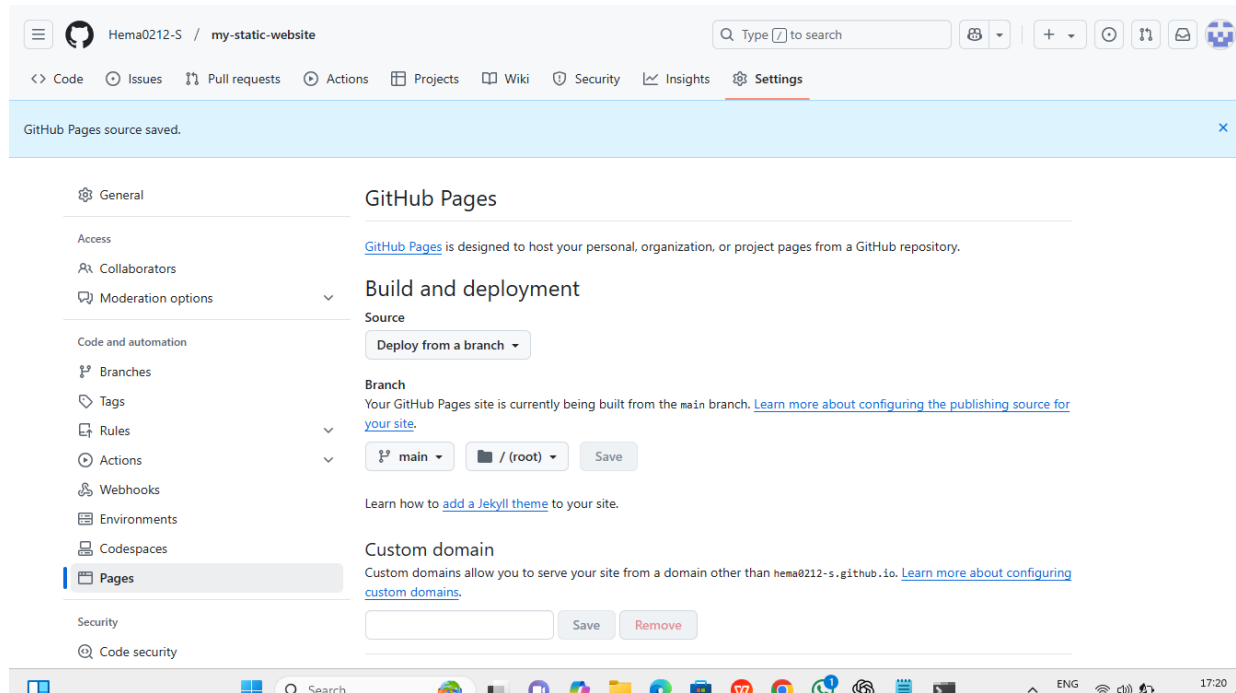 Hema0212-S / my-static-website
Type / to search
Code Issues Pull requests Actions Projects Wiki Security Insights Settings
GitHub Pages source saved.
General
Access
Collaborators
Moderation options
Code and automation
Branches
Tags
Rules
Actions
Webhooks
Environments
Codespaces
Pages
Security
Code security
GitHub Pages
GitHub Pages is designed to host your personal, organization, or project pages from a GitHub repository.
Build and deployment
Source
Deploy from a branch
Branch
Your GitHub Pages site is currently being built from the main branch. Learn more about configuring the publishing source for
your site.
main / (root) Save
Learn how to add a Jekyll theme to your site.
Custom domain
Custom domains allow you to serve your site from a domain other than hema0212-s.github.io. Learn more about configuring
custom domains.
Save Remove
Search
1
ENG
17:20